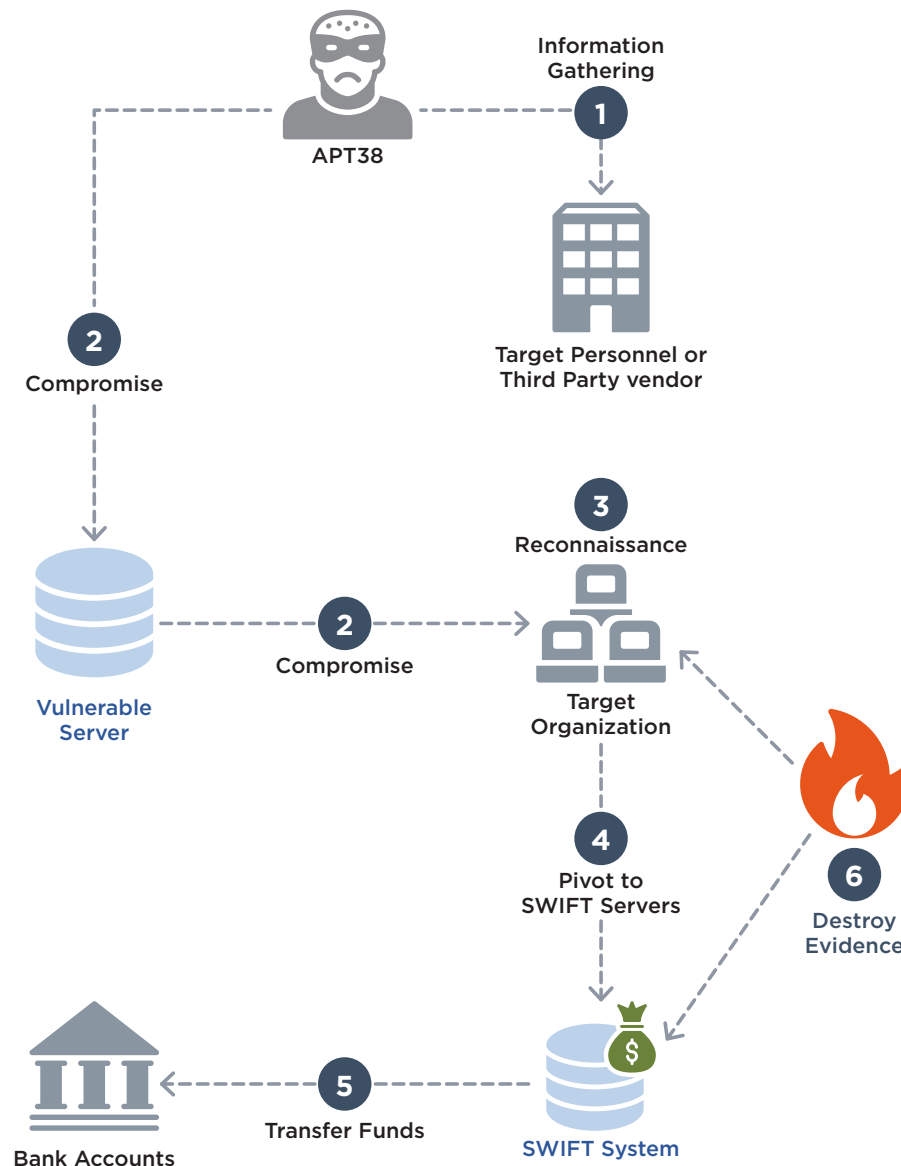 Information
Gathering
1
APT38
Target Personnel or
Third Party vendor
2
Compromise
3
Reconnaissance
2
Compromise
Vulnerable
Server
Target
Organization
4
Pivot to
SWIFT Servers
6
Destroy
Evidence
$
5
Transfer Funds
Bank Accounts
SWIFT System